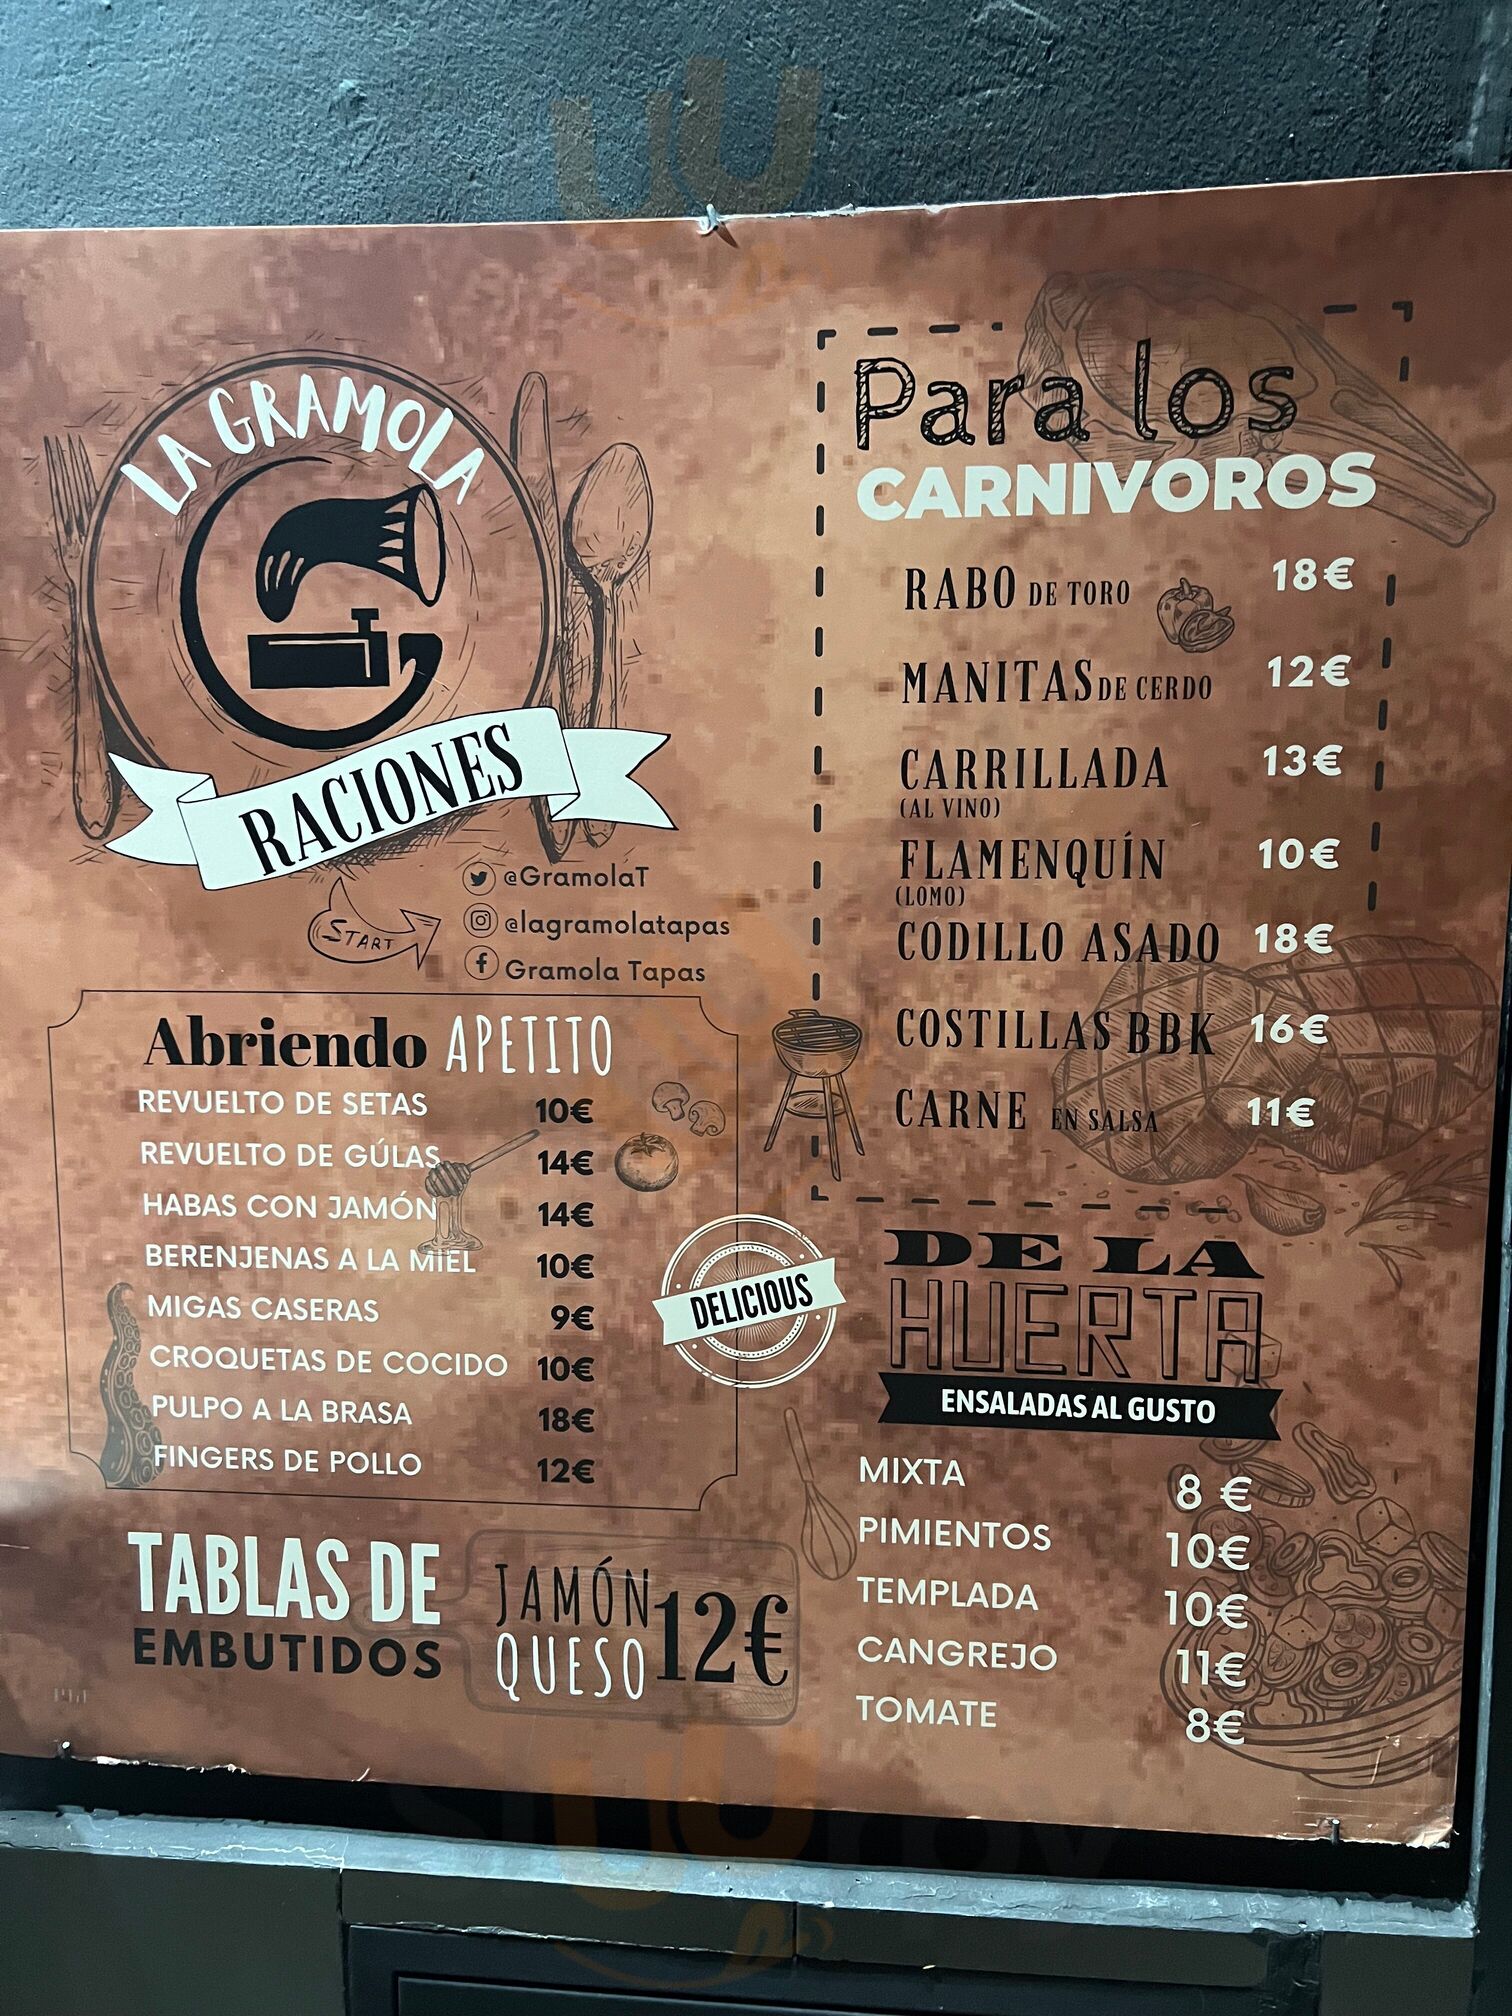 LA GRAMOLA
RACIONES
START
@GramolaT
@lagramolatapas
Gramola Tapas
Abriendo APETITO
REVUELTO DE SETAS 10€
REVUELTO DE GÚLAS 14€
HABAS CON JAMÓN 14€
BERENJENAS A LA MIEL 10€
MIGAS CASERAS 9€
CROQUETAS DE COCIDO 10€
PULPO A LA BRASA 18€
FINGERS DE POLLO 12€
DELICIOUS
TABLAS DE
EMBUTIDOS
JAMÓN
QUESO
12€
Para los
CARNIVOROS
RABO DE TORO 18€
MANITAS DE CERDO 12€
CARRILLADA 13€
(AL VINO)
FLAMENQUÍN 10€
(LOMO)
CODILLO ASADO 18€
COSTILLAS BBK 16€
CARNE EN SALSA 11€
DE LA
HUERTA
ENSALADAS AL GUSTO
MIXTA 8 €
PIMIENTOS 10€
TEMPLADA 10€
CANGREJO 11€
TOMATE 8€